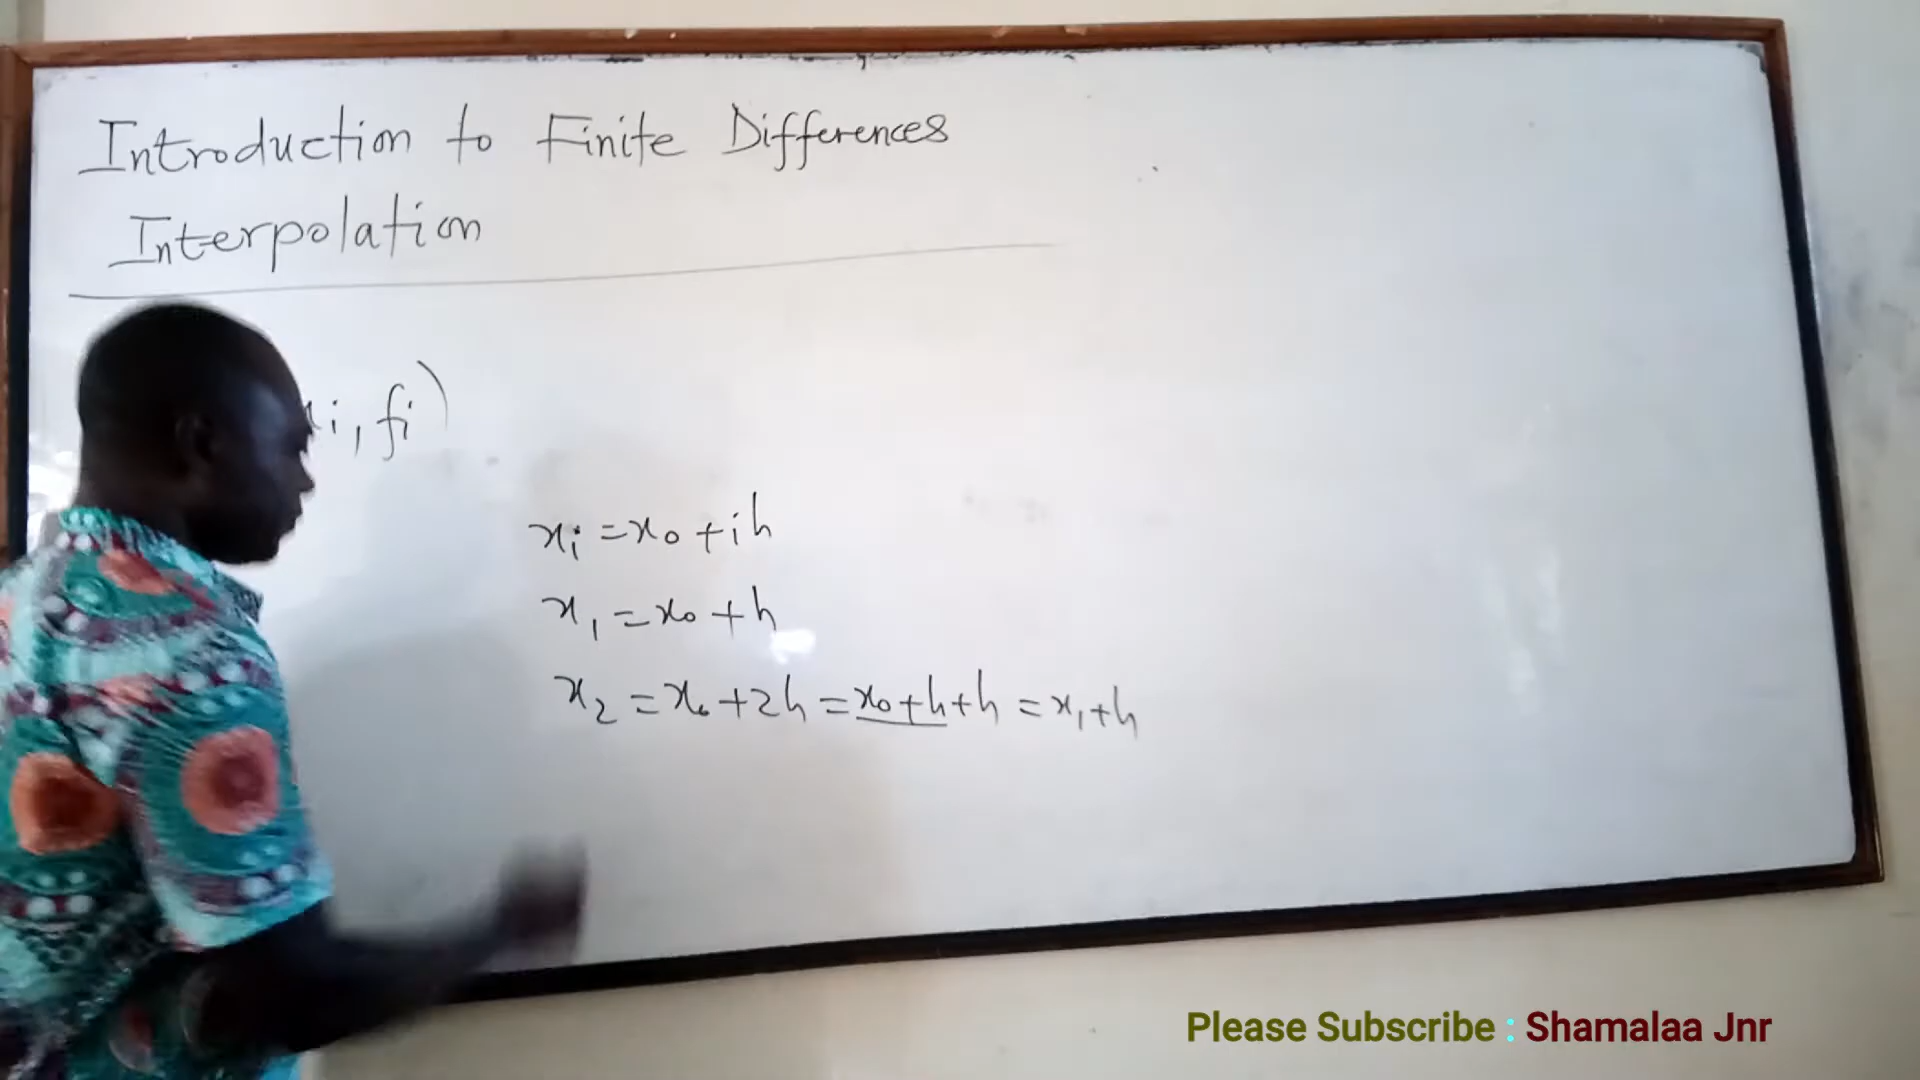 Introduction to Finite Differences
Interpolation
xi, fi)
xi = x0 + ih
x1 = x0 + h
x2 = x0 + 2h = x0 + h + h = x1 + h
Please Subscribe : Shamalaa Jnr